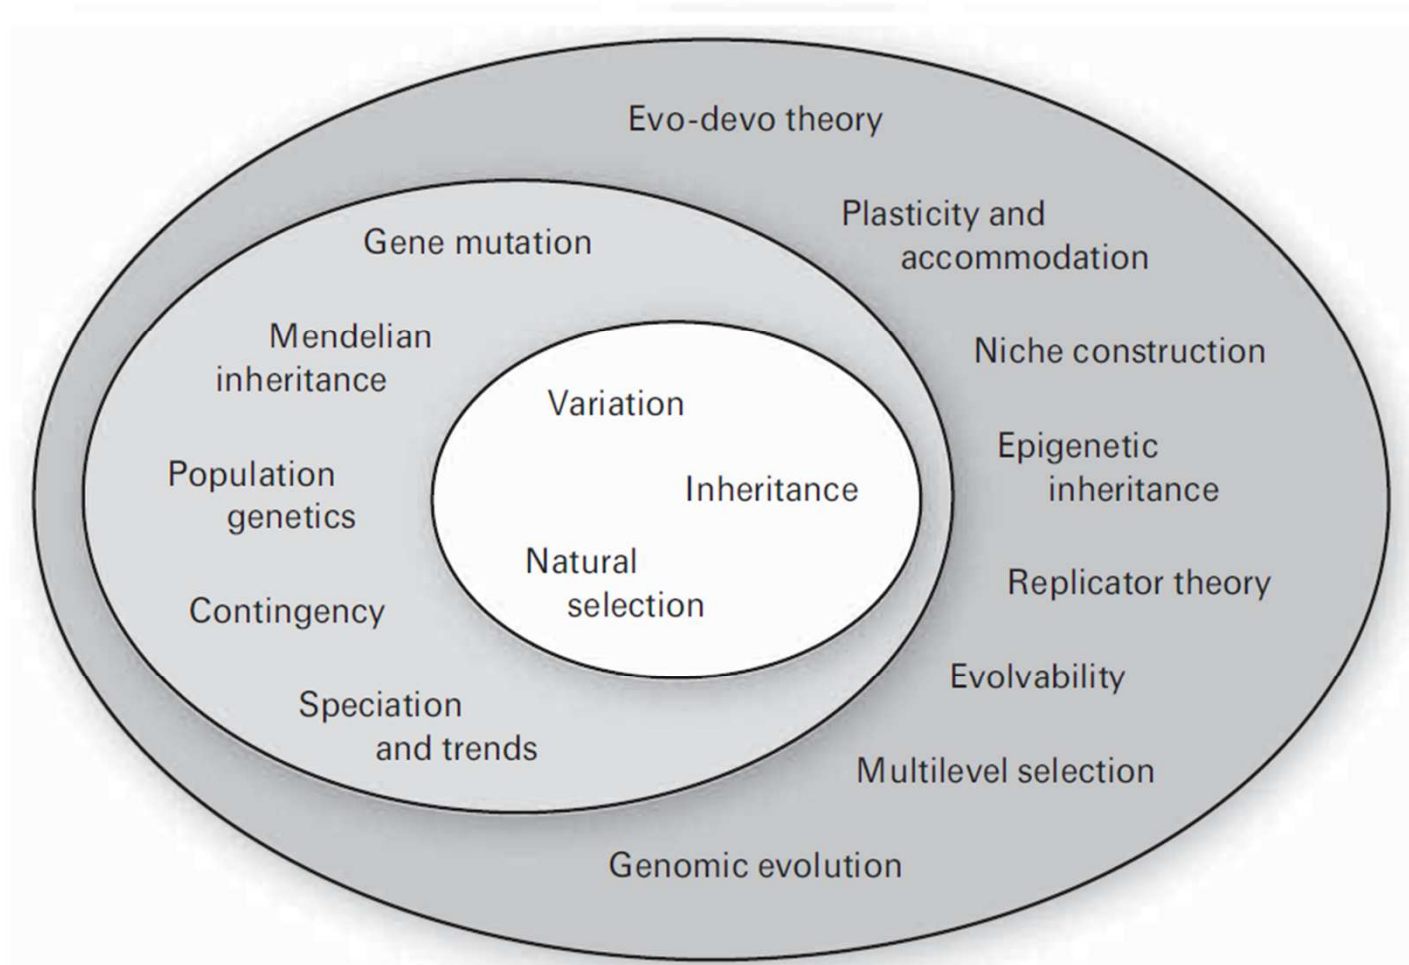 Evo-devo theory
Plasticity and
accommodation
Gene mutation
Mendelian
inheritance
Niche construction
Variation
Epigenetic
inheritance
Population
genetics
Inheritance
Natural
selection
Replicator theory
Contingency
Evolvability
Speciation
and trends
Multilevel selection
Genomic evolution